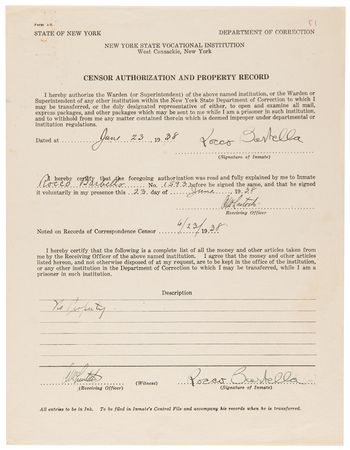 STATE OF NEW YORK
DEPARTMENT OF CORRECTION
NEW YORK STATE VOCATIONAL INSTITUTION
West Coxsackie, New York
CENSOR AUTHORIZATION AND PROPERTY RECORD
I hereby authorize the Warden (or Superintendent) of the above named institution, or the Warden or
Superintendent of any other institution within the New York State Department of Correction to which I
may be transferred, or the duly designated representative of either, to open and examine all mail,
express packages, and other packages which may be sent to me while I am a prisoner in such institution,
and to withhold from me any matter contained therein which is deemed improper under departmental or
institution regulations.
Dated at June 23 1938 Rocco Barbella
(Signature of Inmate)
I hereby certify that the foregoing authorization was read and fully explained by me to Inmate
Rocco Barbella No. 1593 before he signed the same, and that he
signed it voluntarily in my presence this 23 day of June 1938
(Receiving Officer)
Noted on Records of Correspondence Censor 6/23/1938
I hereby certify that the following is a complete list of all the money and other articles taken from
me by the Receiving Officer of the above named institution. I agree that the money and other articles
listed hereon, and not otherwise disposed of at my request, are to be kept in the office of the institution,
or any other institution in the Department of Correction to which I may be transferred, while I am a
prisoner in such institution.
Description
No Property
(Witness) Rocco Barbella
(Receiving Officer) (Signature of Inmate)
All entries to be in Ink. To be filed in Inmate's Central File and accompany his records when he is transferred.